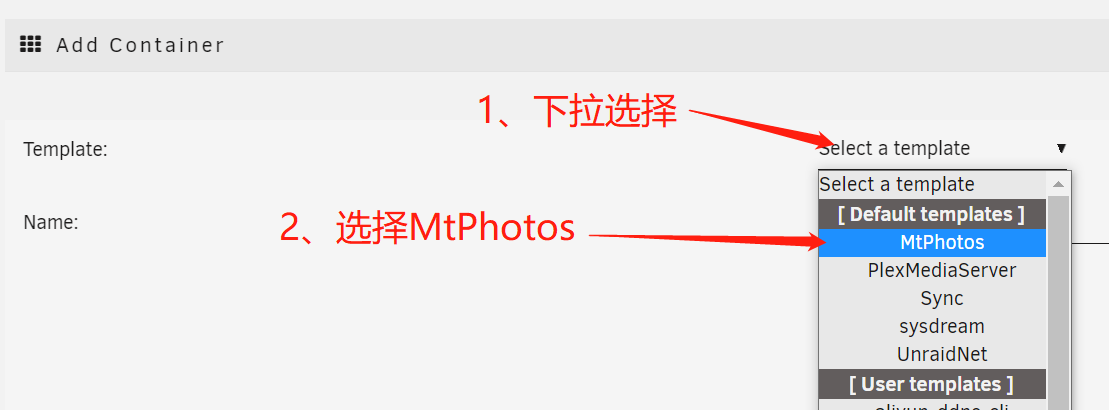 Add Container
1、下拉选择
Template:
Select a template
Select a template
[ Default templates ]
2、选择MtPhotos
Name:
MtPhotos
PlexMediaServer
Sync
sysdream
UnraidNet
[ User templates ]